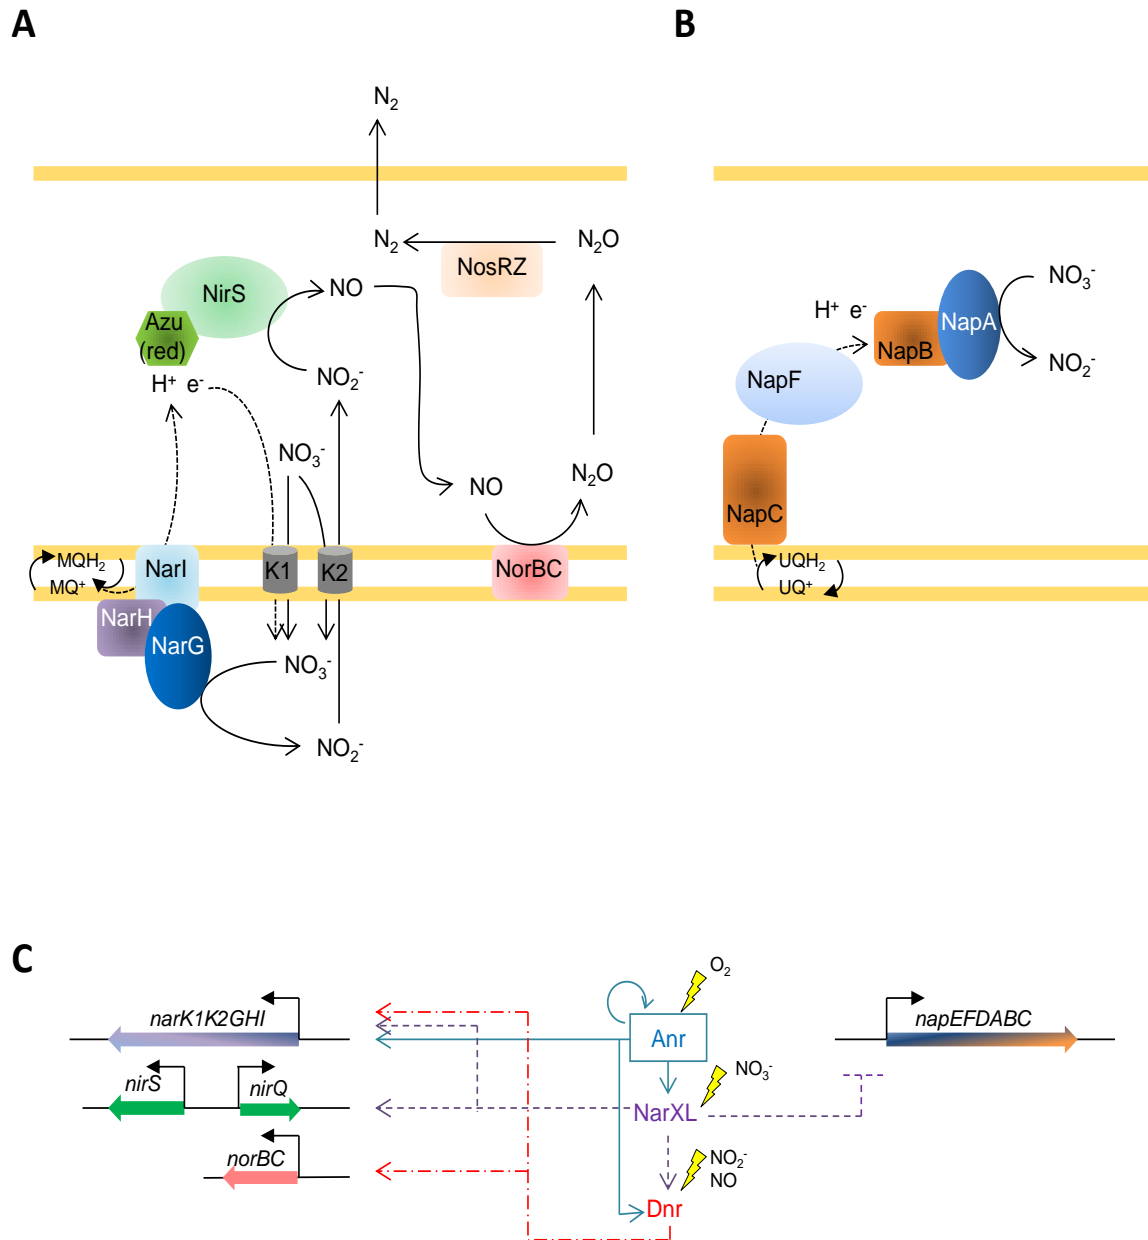 A
B
N₂
N₂
N₂O
NosRZ
NirS
NO
NO₃⁻
Azu
(red)
H⁺ e⁻
NapA
NapB
H⁺ e⁻
NO₂⁻
NO₂⁻
NapF
NO₃⁻
NO
N₂O
NapC
MQH₂
MQ⁺
NarI
K1
K2
NorBC
UQH₂
UQ⁺
NarH
NarG
NO₃⁻
NO₂⁻
C
O₂
narK1K2GHI
Anr
napEFDABC
NO₃⁻
nirS
nirQ
NarXL
norBC
NO₂⁻
NO
Dnr